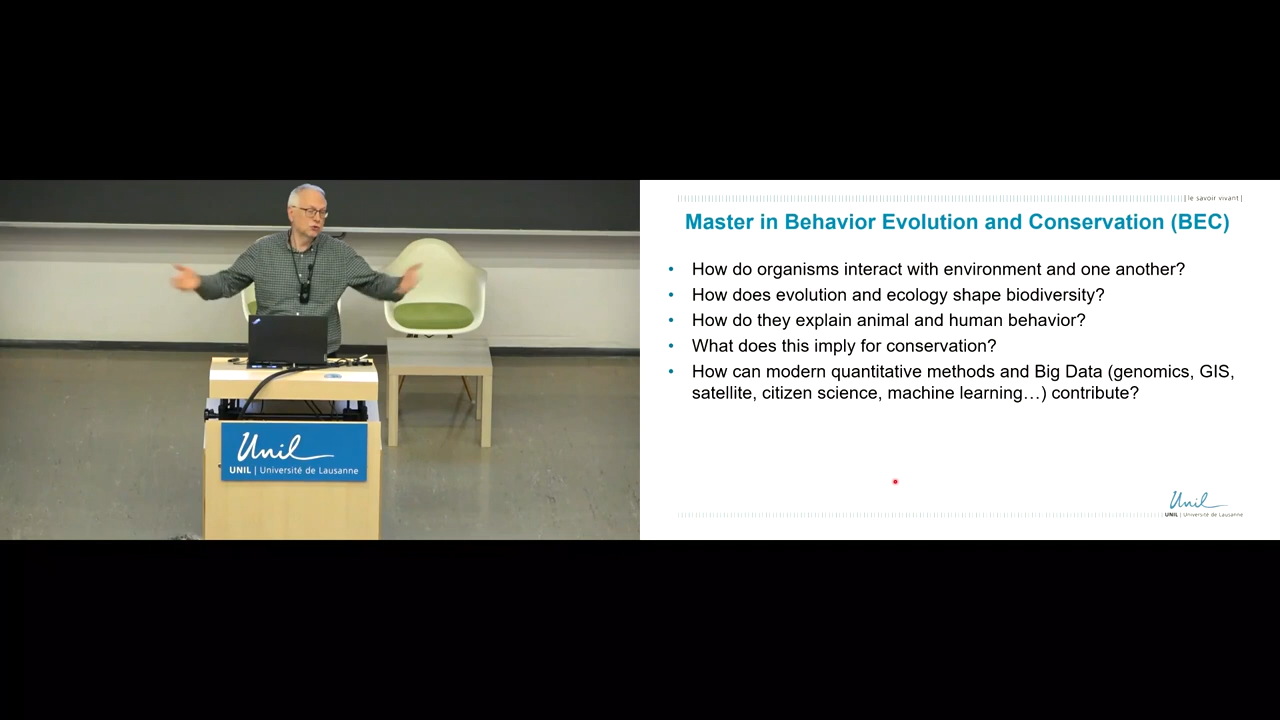 Unil
UNIL | Université de Lausanne
|le savoir vivant|
Master in Behavior Evolution and Conservation (BEC)
• How do organisms interact with environment and one another?
• How does evolution and ecology shape biodiversity?
• How do they explain animal and human behavior?
• What does this imply for conservation?
• How can modern quantitative methods and Big Data (genomics, GIS,
satellite, citizen science, machine learning…) contribute?
Unil
UNIL | Université de Lausanne